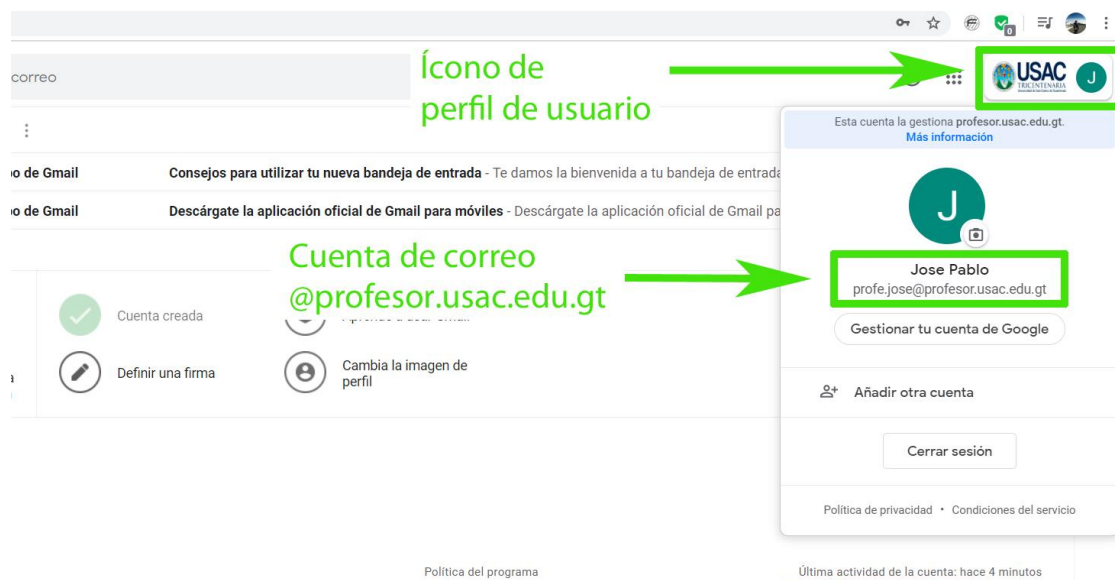 0
correo
Ícono de
perfil de usuario
USAC
TRICENTENARIA
J
Esta cuenta la gestiona profesor.usac.edu.gt.
Más información
o de Gmail Consejos para utilizar tu nueva bandeja de entrada - Te damos la bienvenida a tu bandeja de entrada
o de Gmail Descárgate la aplicación oficial de Gmail para móviles - Descárgate la aplicación oficial de Gmail pa
J
Cuenta de correo
@profesor.usac.edu.gt
Jose Pablo
profe.jose@profesor.usac.edu.gt
Cuenta creada
Gestionar tu cuenta de Google
Definir una firma
Cambia la imagen de
perfil
Añadir otra cuenta
Cerrar sesión
Política de privacidad • Condiciones del servicio
Política del programa
Última actividad de la cuenta: hace 4 minutos